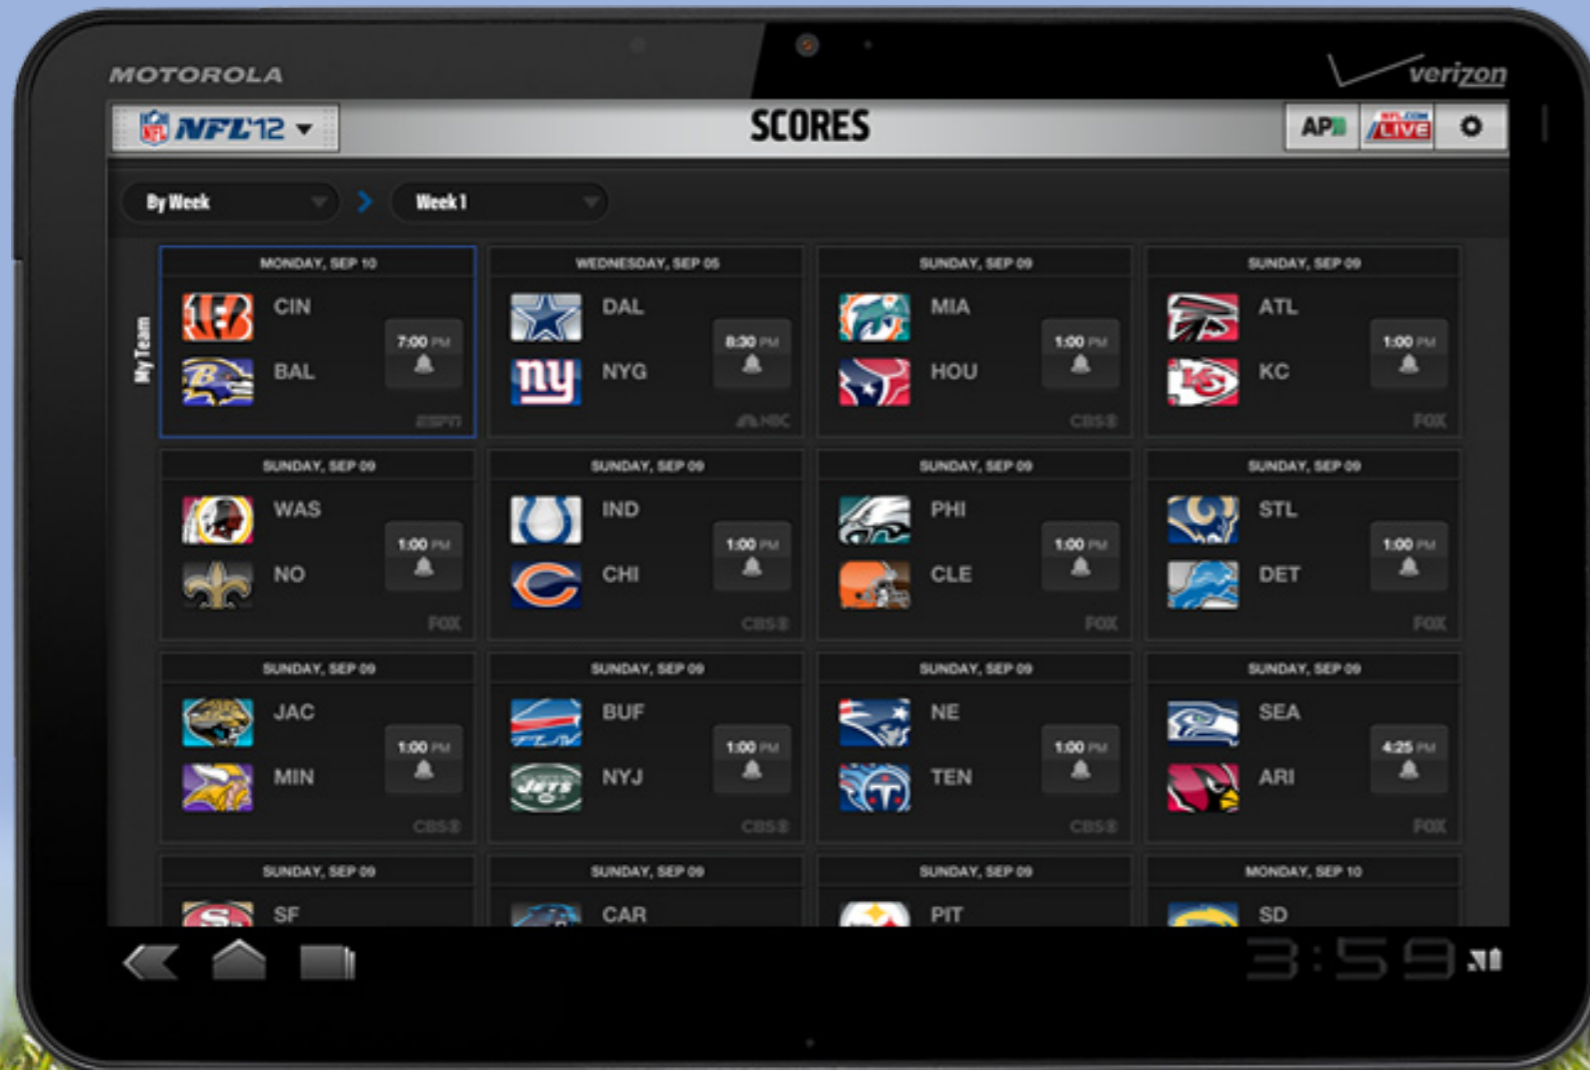 MOTOROLA
verizon
NFL NFL'12
SCORES
AP
NFL.COM
LIVE
By Week
Week 1
My Team
MONDAY, SEP 10
CIN
7:00 PM
BAL
ESPN
WEDNESDAY, SEP 05
DAL
8:30 PM
NYG
NBC
SUNDAY, SEP 09
MIA
1:00 PM
HOU
CBS
SUNDAY, SEP 09
ATL
1:00 PM
KC
FOX
SUNDAY, SEP 09
WAS
1:00 PM
NO
FOX
SUNDAY, SEP 09
IND
1:00 PM
CHI
CBS
SUNDAY, SEP 09
PHI
1:00 PM
CLE
FOX
SUNDAY, SEP 09
STL
1:00 PM
DET
FOX
SUNDAY, SEP 09
JAC
1:00 PM
MIN
CBS
SUNDAY, SEP 09
BUF
1:00 PM
NYJ
JETS
CBS
SUNDAY, SEP 09
NE
1:00 PM
TEN
CBS
SUNDAY, SEP 09
SEA
4:25 PM
ARI
FOX
SUNDAY, SEP 09
SF
SUNDAY, SEP 09
CAR
SUNDAY, SEP 09
PIT
MONDAY, SEP 10
SD
3:59